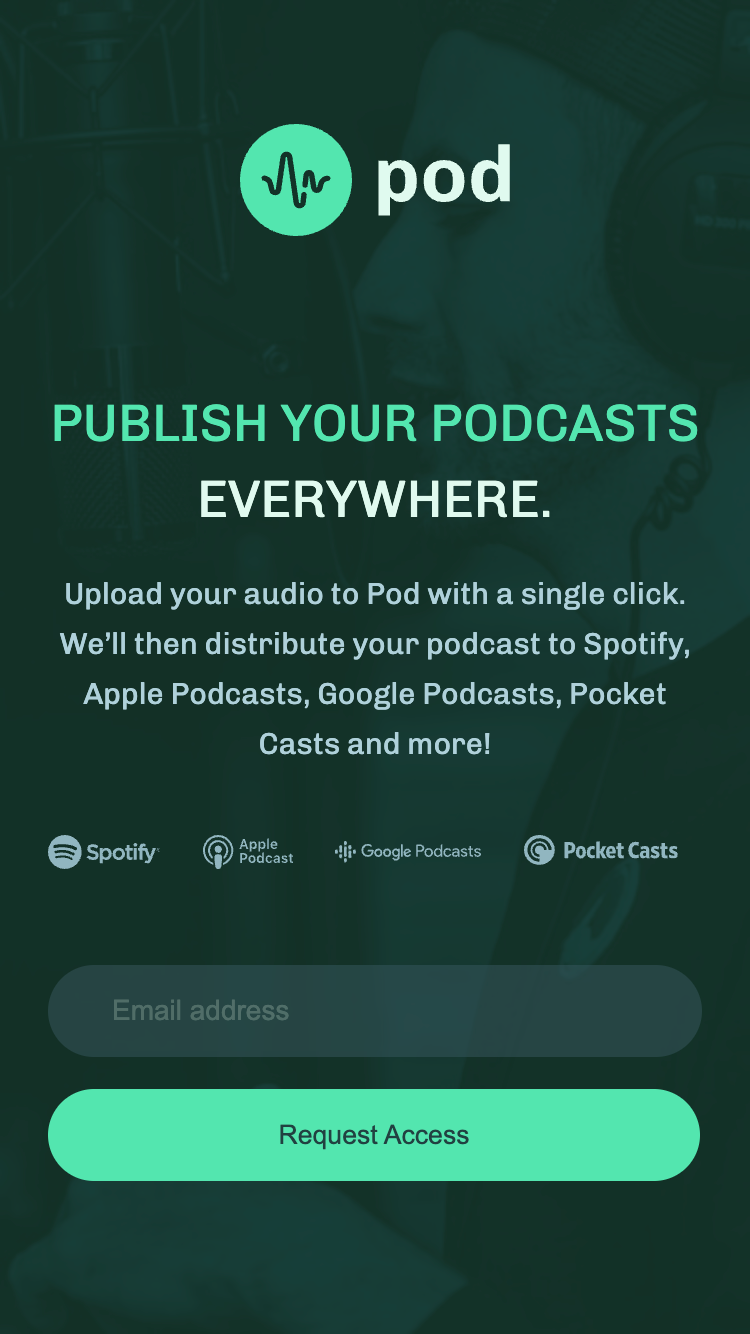 pod
PUBLISH YOUR PODCASTS
EVERYWHERE.
Upload your audio to Pod with a single click.
We’ll then distribute your podcast to Spotify,
Apple Podcasts, Google Podcasts, Pocket
Casts and more!
Spotify Apple Podcast Google Podcasts Pocket Casts
Email address
Request Access